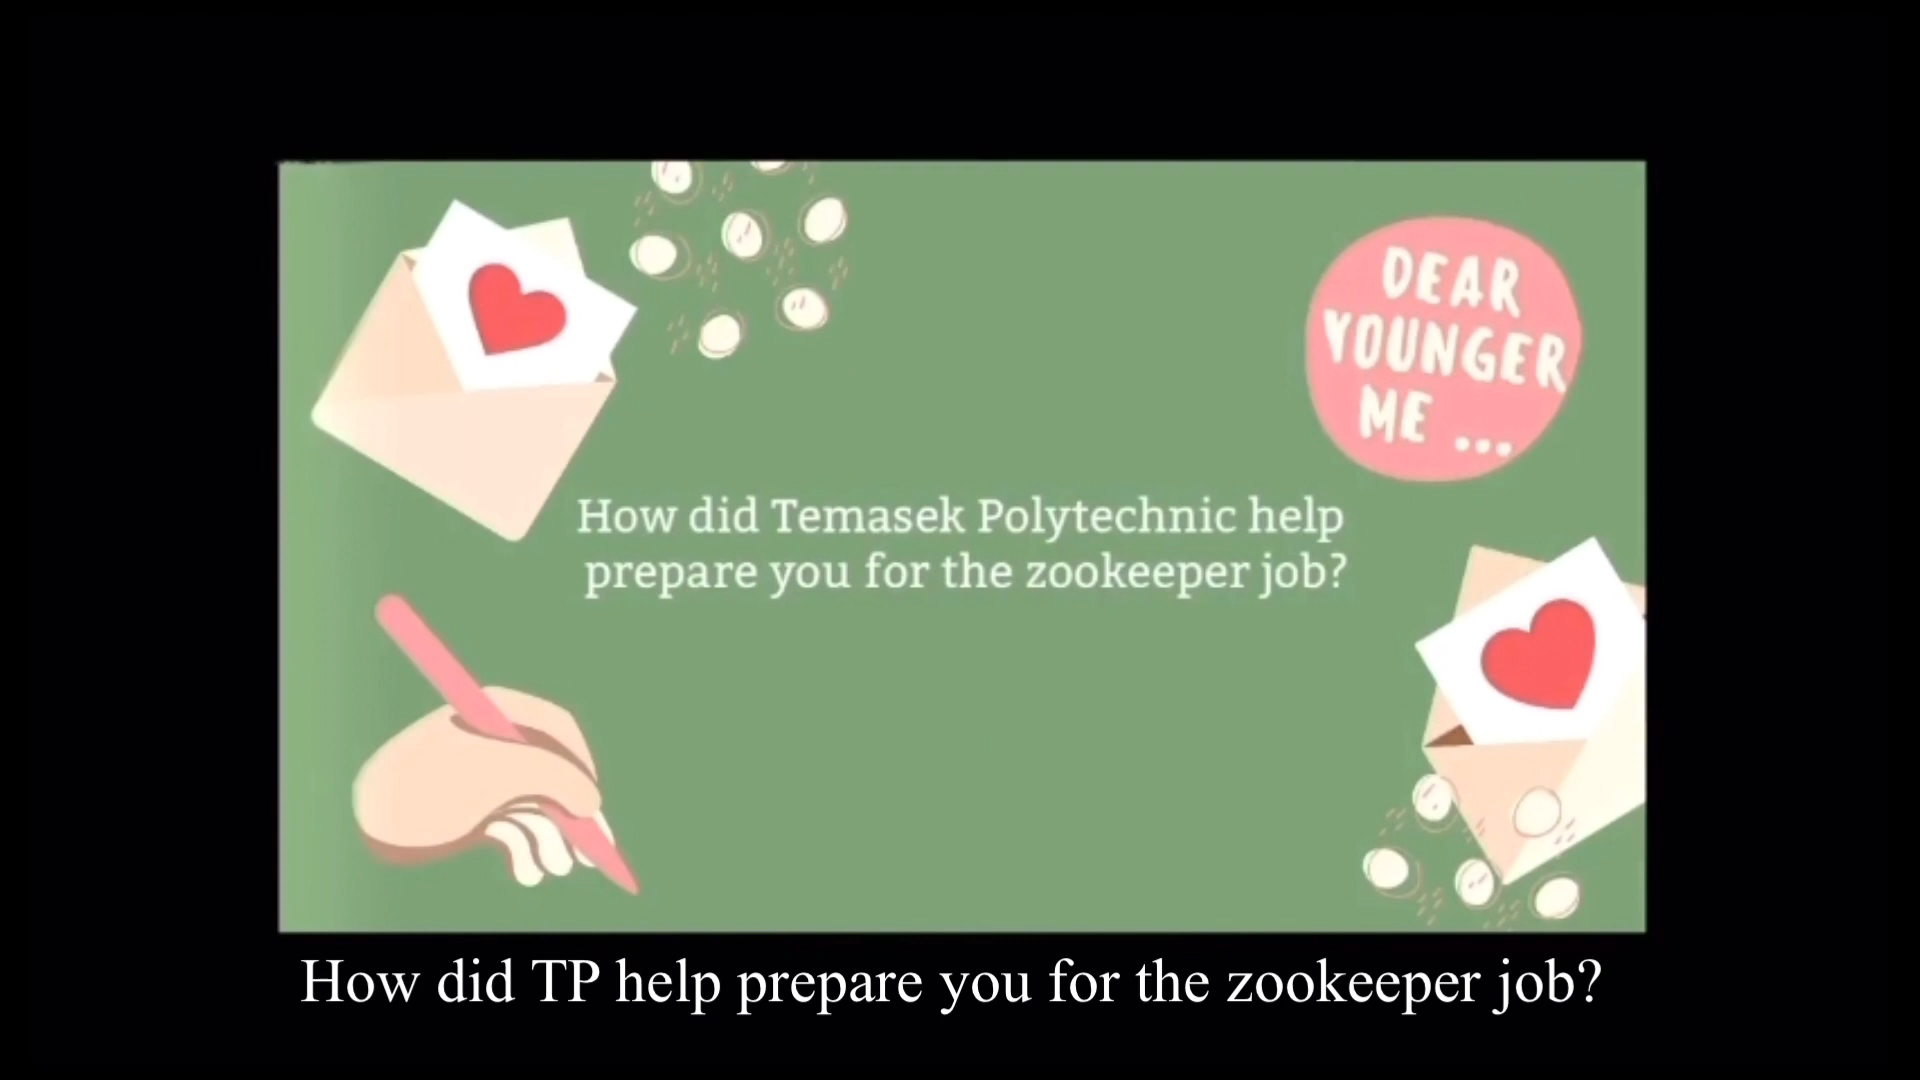 DEAR
YOUNGER
ME ...
How did Temasek Polytechnic help
prepare you for the zookeeper job?
How did TP help prepare you for the zookeeper job?